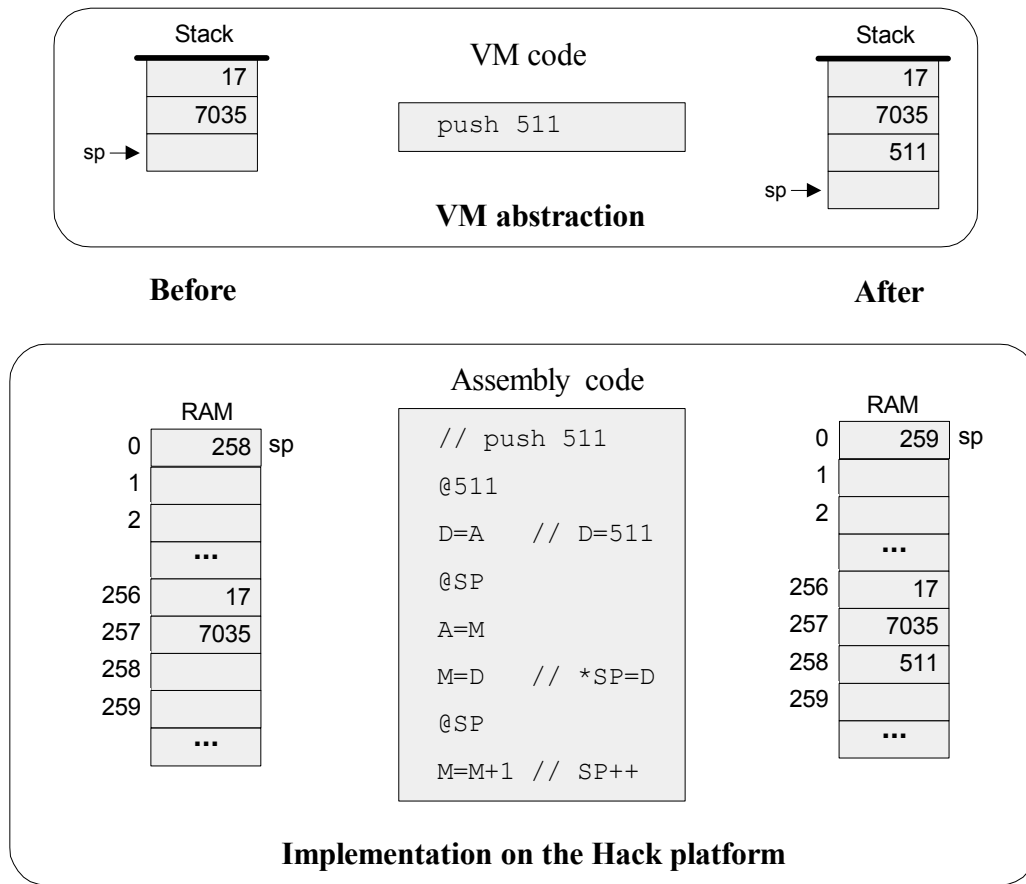 Stack
17
7035
sp
VM code
push 511
VM abstraction
Stack
17
7035
511
sp
Before
After
Assembly code
RAM
0 258 sp
1
2
...
256 17
257 7035
258
259
...
// push 511
@511
D=A // D=511
@SP
A=M
M=D // *SP=D
@SP
M=M+1 // SP++
RAM
0 259 sp
1
2
...
256 17
257 7035
258 511
259
...
Implementation on the Hack platform